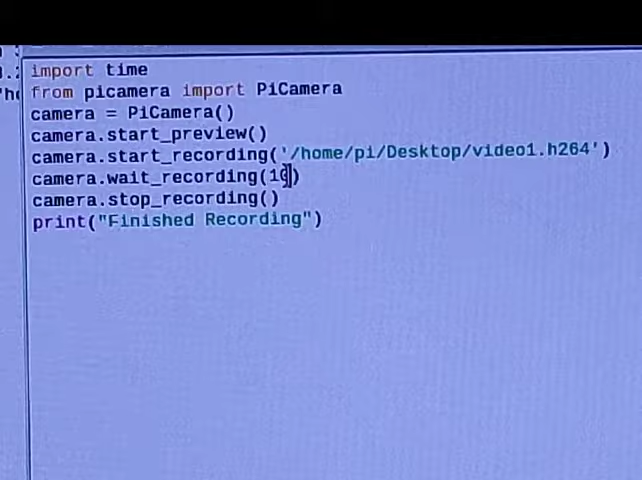 import time
from picamera import PiCamera
camera = PiCamera()
camera.start_preview()
camera.start_recording('/home/pi/Desktop/video1.h264')
camera.wait_recording(10)
camera.stop_recording()
print("Finished Recording")